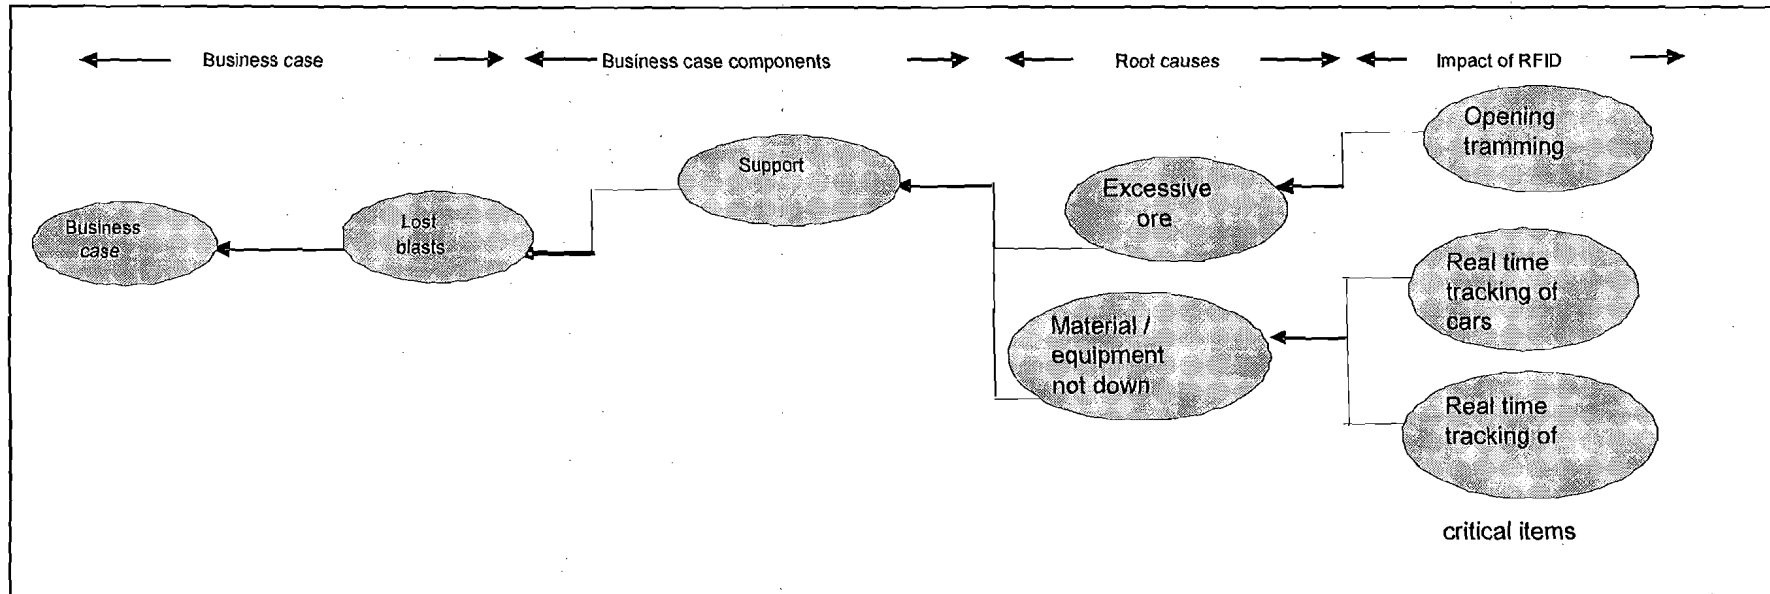 Business case
Business case components
Root causes
Impact of RFID
Business
case
Lost
blasts
Support
Excessive
ore
Material /
equipment
not down
Opening
tramming
Real time
tracking of
cars
Real time
tracking of
critical items